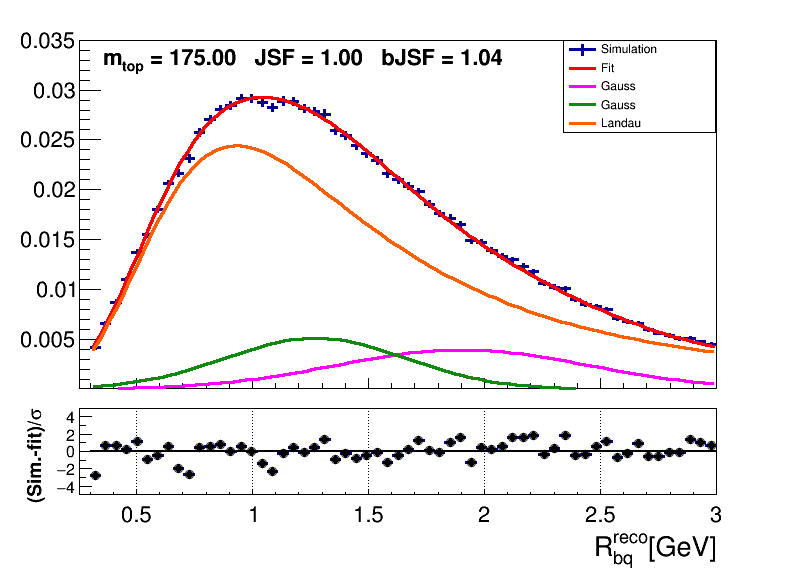 m_top = 175.00 JSF = 1.00 bJSF = 1.04
Simulation
Fit
Gauss
Gauss
Landau
0.035
0.03
0.025
0.02
0.015
0.01
0.005
(Sim.-fit)/σ
4
2
0
−2
−4
0.5 1 1.5 2 2.5 3
R_bq^reco[GeV]